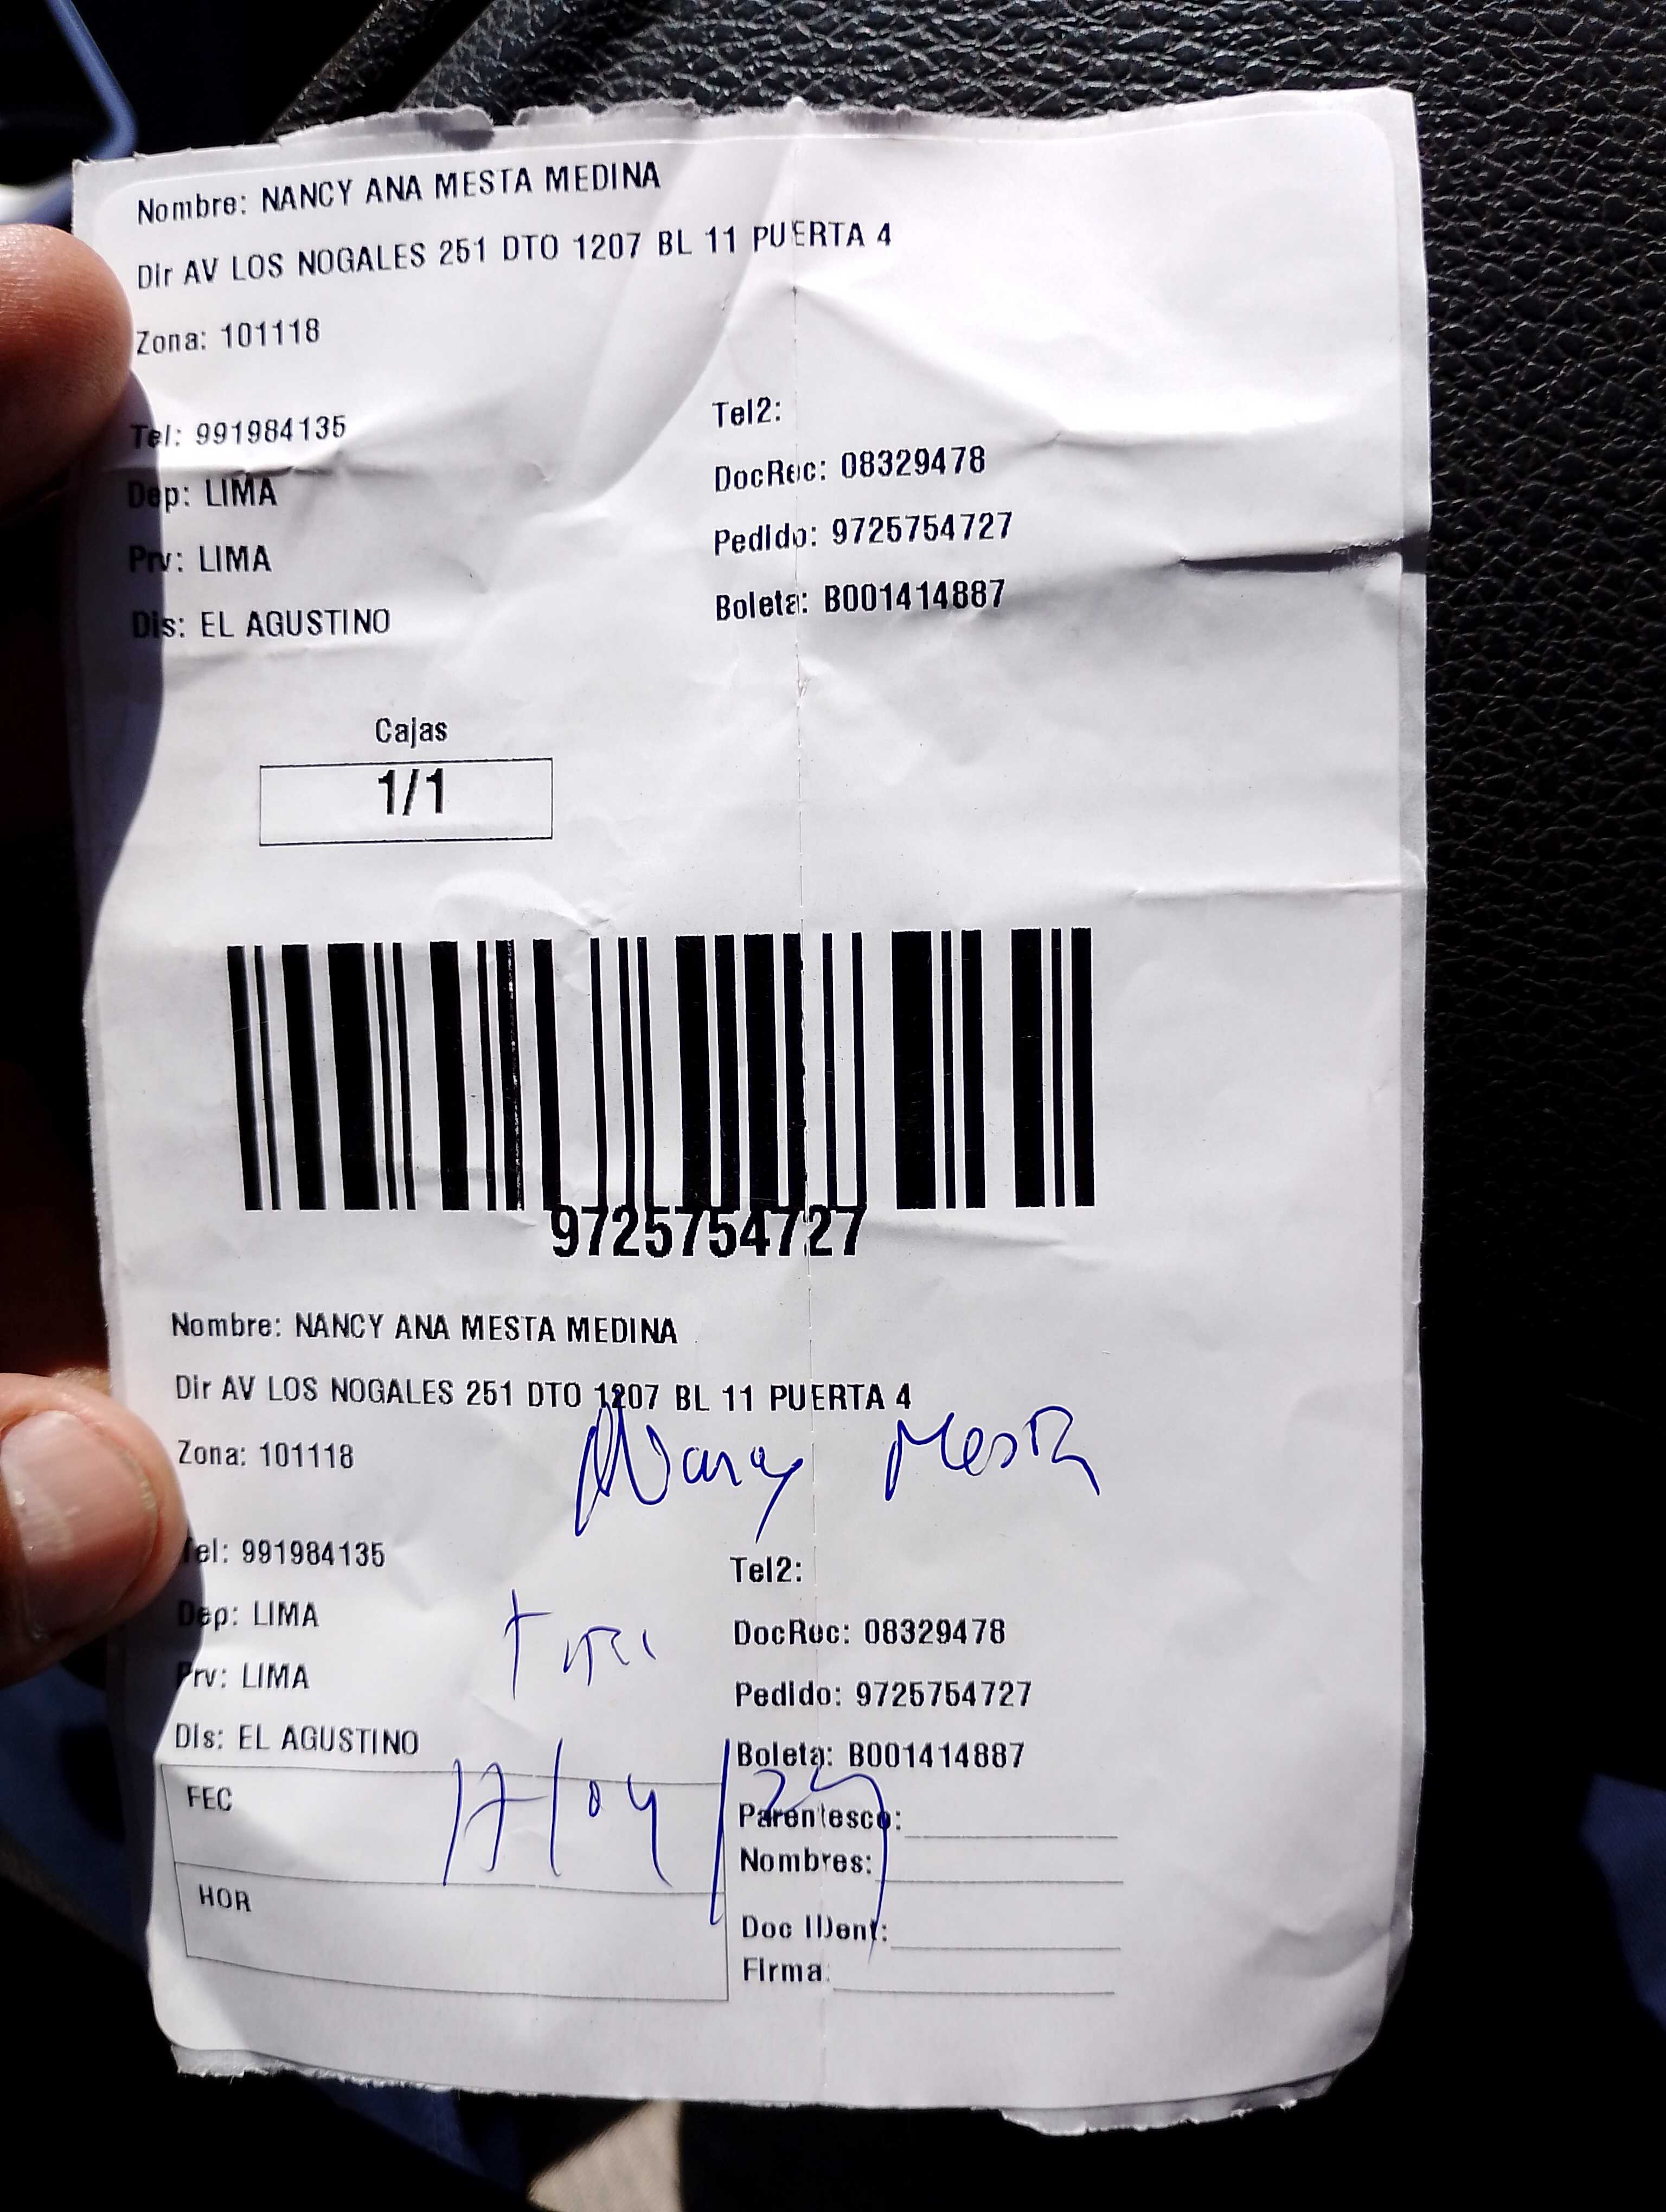 Nombre: NANCY ANA MESTA MEDINA
Dir AV LOS NOGALES 251 DTO 1207 BL 11 PUERTA 4
Zona: 101118
Tel: 991984135
Tel2:
Dep: LIMA
DocRec: 08329478
Prv: LIMA
Pedido: 9725754727
Dis: EL AGUSTINO
Boleta: B001414887
Cajas
1/1
9725754727
Nombre: NANCY ANA MESTA MEDINA
Dir AV LOS NOGALES 251 DTO 1207 BL 11 PUERTA 4
Zona: 101118
Nancy Mesta
Tel: 991984135
Tel2:
Dep: LIMA
DocRec: 08329478
Prv: LIMA
Pedido: 9725754727
Dis: EL AGUSTINO
Boleta: B001414887
FEC 17/04/25
Parentesco:
Nombres:
HOR
Doc IDent:
Firma: